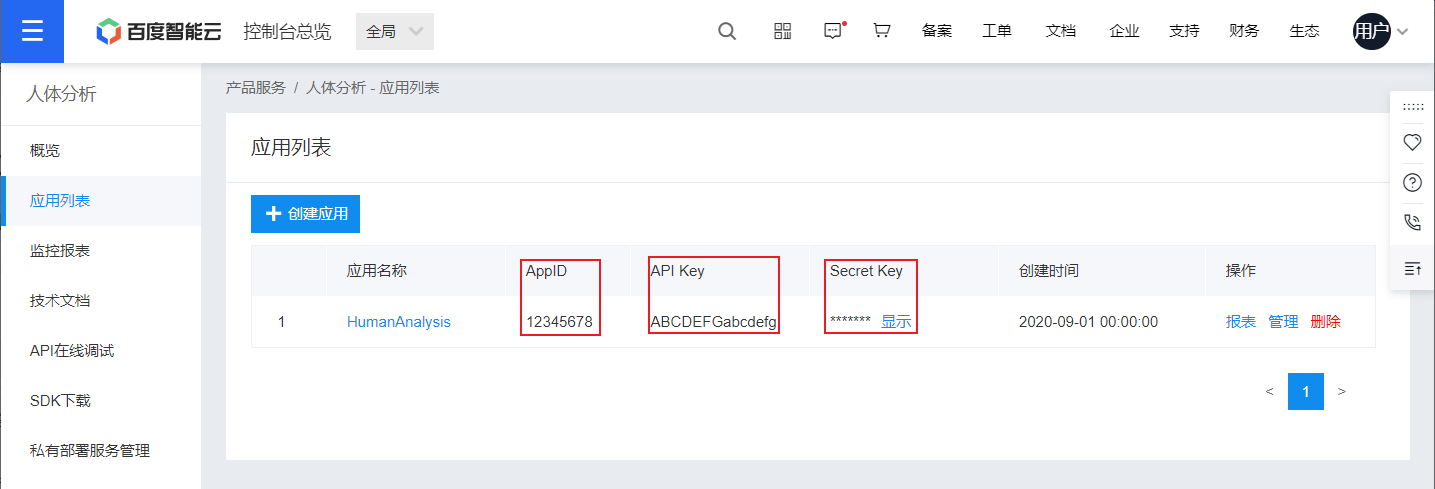 百度智能云 控制台总览 全局 备案 工单 文档 企业 支持 财务 生态 用户
人体分析
概览
应用列表
监控报表
技术文档
API在线调试
SDK下载
私有部署服务管理
产品服务 / 人体分析 - 应用列表
应用列表
+ 创建应用
应用名称 AppID API Key Secret Key 创建时间 操作
1 HumanAnalysis 12345678 ABCDEFGabcdefg ******* 显示 2020-09-01 00:00:00 报表 管理 删除
< 1 >